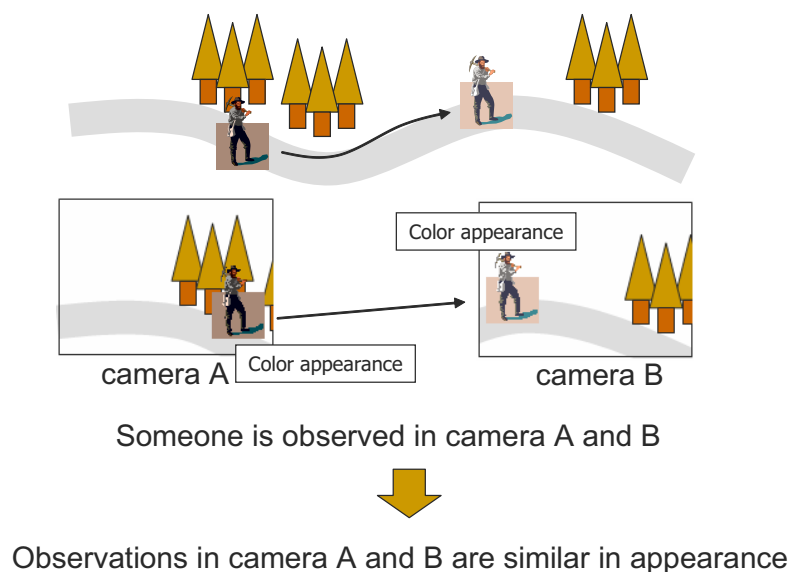 Color appearance
Color appearance
camera A
camera B
Someone is observed in camera A and B
Observations in camera A and B are similar in appearance